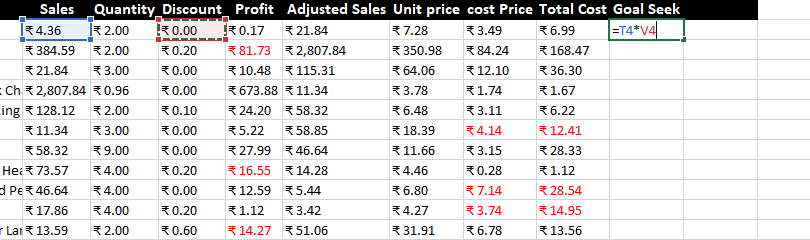 Sales Quantity Discount Profit Adjusted Sales Unit price cost Price Total Cost Goal Seek
₹ 4.36 ₹ 2.00 ₹ 0.00 ₹ 0.17 ₹ 21.84 ₹ 7.28 ₹ 3.49 ₹ 6.99 =T4*V4
₹ 384.59 ₹ 2.00 ₹ 0.20 ₹ 81.73 ₹ 2,807.84 ₹ 350.98 ₹ 84.24 ₹ 168.47
₹ 21.84 ₹ 3.00 ₹ 0.00 ₹ 10.48 ₹ 115.31 ₹ 64.06 ₹ 12.10 ₹ 36.30
k Ch ₹ 2,807.84 ₹ 0.96 ₹ 0.00 ₹ 673.88 ₹ 11.34 ₹ 3.78 ₹ 1.74 ₹ 1.67
king ₹ 128.12 ₹ 2.00 ₹ 0.10 ₹ 24.20 ₹ 58.32 ₹ 6.48 ₹ 3.11 ₹ 6.22
₹ 11.34 ₹ 3.00 ₹ 0.00 ₹ 5.22 ₹ 58.85 ₹ 18.39 ₹ 4.14 ₹ 12.41
₹ 58.32 ₹ 9.00 ₹ 0.00 ₹ 27.99 ₹ 46.64 ₹ 11.66 ₹ 3.15 ₹ 28.33
Hea ₹ 73.57 ₹ 4.00 ₹ 0.20 ₹ 16.55 ₹ 14.28 ₹ 4.46 ₹ 0.28 ₹ 1.12
d Pe ₹ 46.64 ₹ 4.00 ₹ 0.00 ₹ 12.59 ₹ 5.44 ₹ 6.80 ₹ 7.14 ₹ 28.54
₹ 17.86 ₹ 4.00 ₹ 0.20 ₹ 1.12 ₹ 3.42 ₹ 4.27 ₹ 3.74 ₹ 14.95
r Lar ₹ 13.59 ₹ 2.00 ₹ 0.60 ₹ 14.27 ₹ 51.06 ₹ 31.91 ₹ 6.78 ₹ 13.56